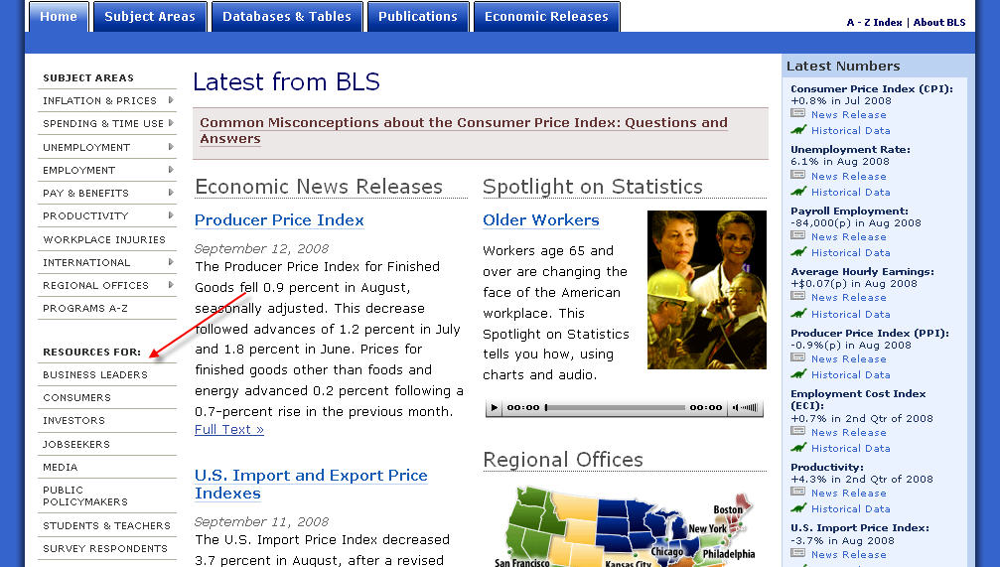 Home
Subject Areas
Databases & Tables
Publications
Economic Releases
A - Z Index | About BLS
SUBJECT AREAS
INFLATION & PRICES
SPENDING & TIME USE
UNEMPLOYMENT
EMPLOYMENT
PAY & BENEFITS
PRODUCTIVITY
WORKPLACE INJURIES
INTERNATIONAL
REGIONAL OFFICES
PROGRAMS A-Z
RESOURCES FOR:
BUSINESS LEADERS
CONSUMERS
INVESTORS
JOBSEEKERS
MEDIA
PUBLIC
POLICYMAKERS
STUDENTS & TEACHERS
SURVEY RESPONDENTS
Latest from BLS
Common Misconceptions about the Consumer Price Index: Questions and
Answers
Economic News Releases
Producer Price Index
September 12, 2008
The Producer Price Index for Finished
Goods fell 0.9 percent in August,
seasonally adjusted. This decrease
followed advances of 1.2 percent in July
and 1.8 percent in June. Prices for
finished goods other than foods and
energy advanced 0.2 percent following a
0.7-percent rise in the previous month.
Full Text »
U.S. Import and Export Price
Indexes
September 11, 2008
The U.S. Import Price Index decreased
3.7 percent in August, after a revised
Spotlight on Statistics
Older Workers
Workers age 65 and
over are changing the
face of the American
workplace. This
Spotlight on Statistics
tells you how, using
charts and audio.
00:00
00:00
Regional Offices
Boston
New York
Chicago
Philadelphia
San Francisco
Kansas City
Latest Numbers
Consumer Price Index (CPI):
+0.8% in Jul 2008
News Release
Historical Data
Unemployment Rate:
6.1% in Aug 2008
News Release
Historical Data
Payroll Employment:
-84,000(p) in Aug 2008
News Release
Historical Data
Average Hourly Earnings:
+$0.07(p) in Aug 2008
News Release
Historical Data
Producer Price Index (PPI):
-0.9%(p) in Aug 2008
News Release
Historical Data
Employment Cost Index
(ECI):
+0.7% in 2nd Qtr of 2008
News Release
Historical Data
Productivity:
+4.3% in 2nd Qtr of 2008
News Release
Historical Data
U.S. Import Price Index:
-3.7% in Aug 2008
News Release